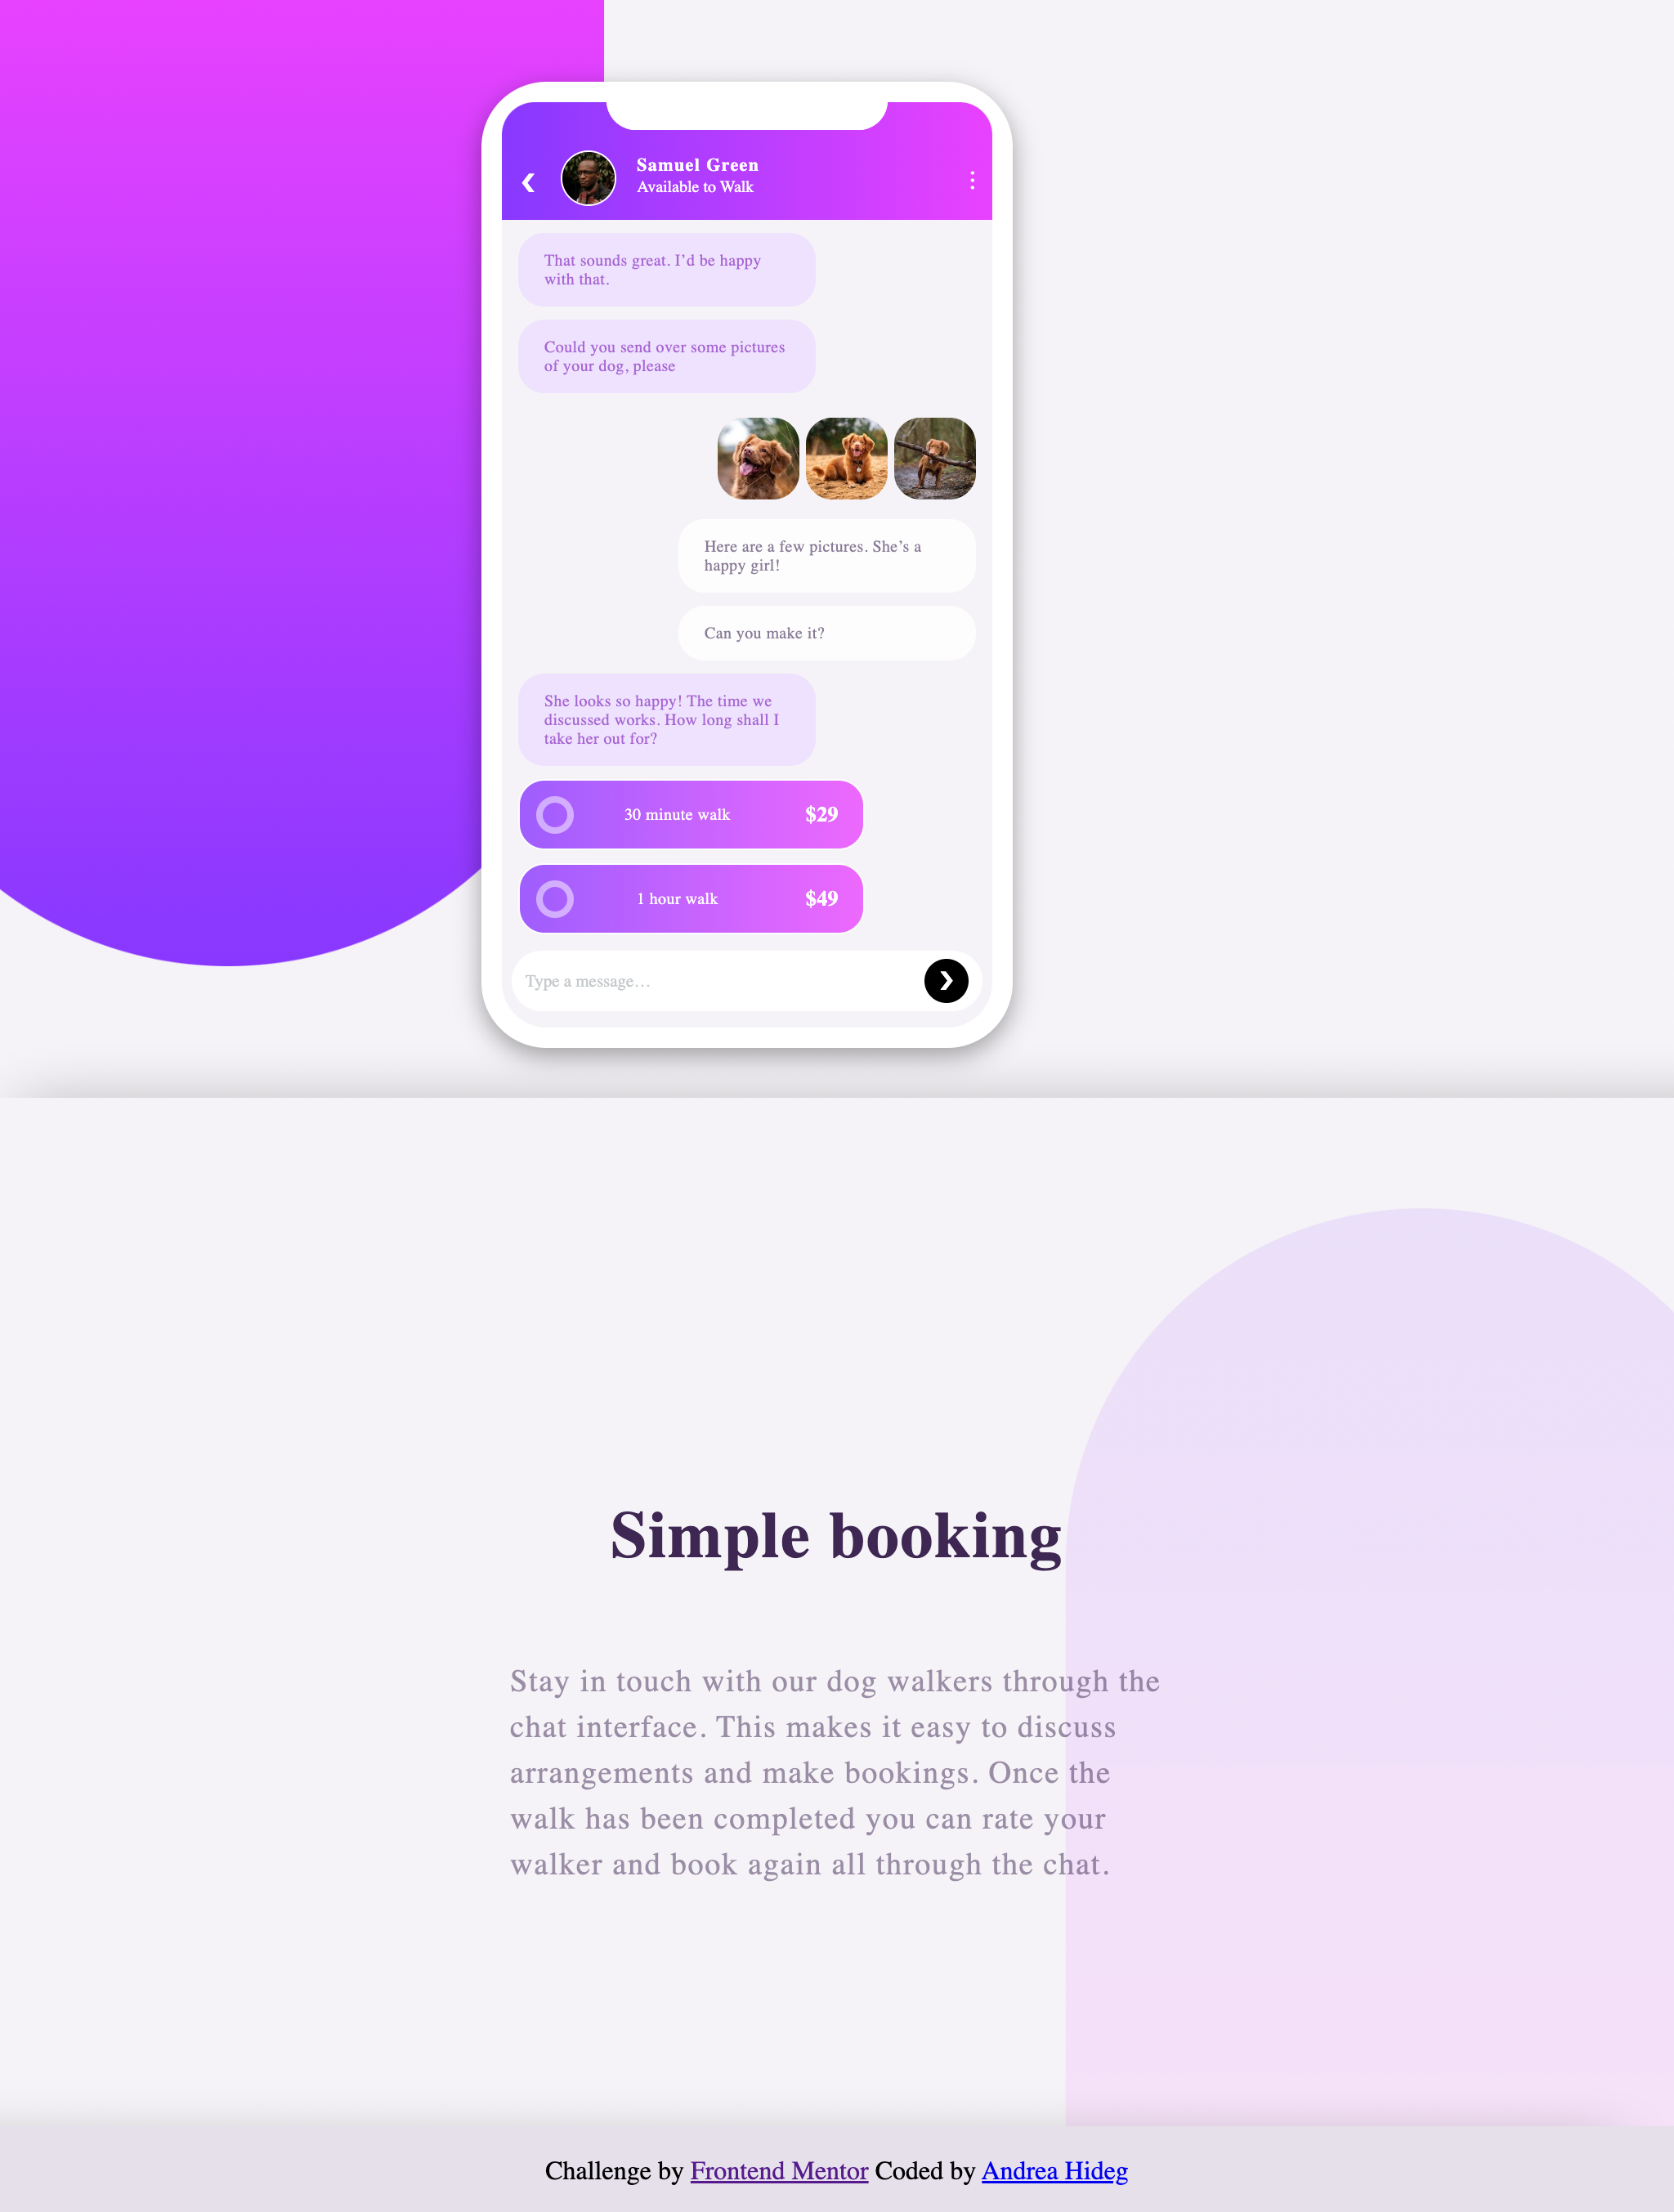 Samuel Green
Available to Walk
That sounds great. I’d be happy
with that.
Could you send over some pictures
of your dog, please
Here are a few pictures. She’s a
happy girl!
Can you make it?
She looks so happy! The time we
discussed works. How long shall I
take her out for?
30 minute walk $29
1 hour walk $49
Type a message…
Simple booking
Stay in touch with our dog walkers through the
chat interface. This makes it easy to discuss
arrangements and make bookings. Once the
walk has been completed you can rate your
walker and book again all through the chat.
Challenge by Frontend Mentor Coded by Andrea Hideg